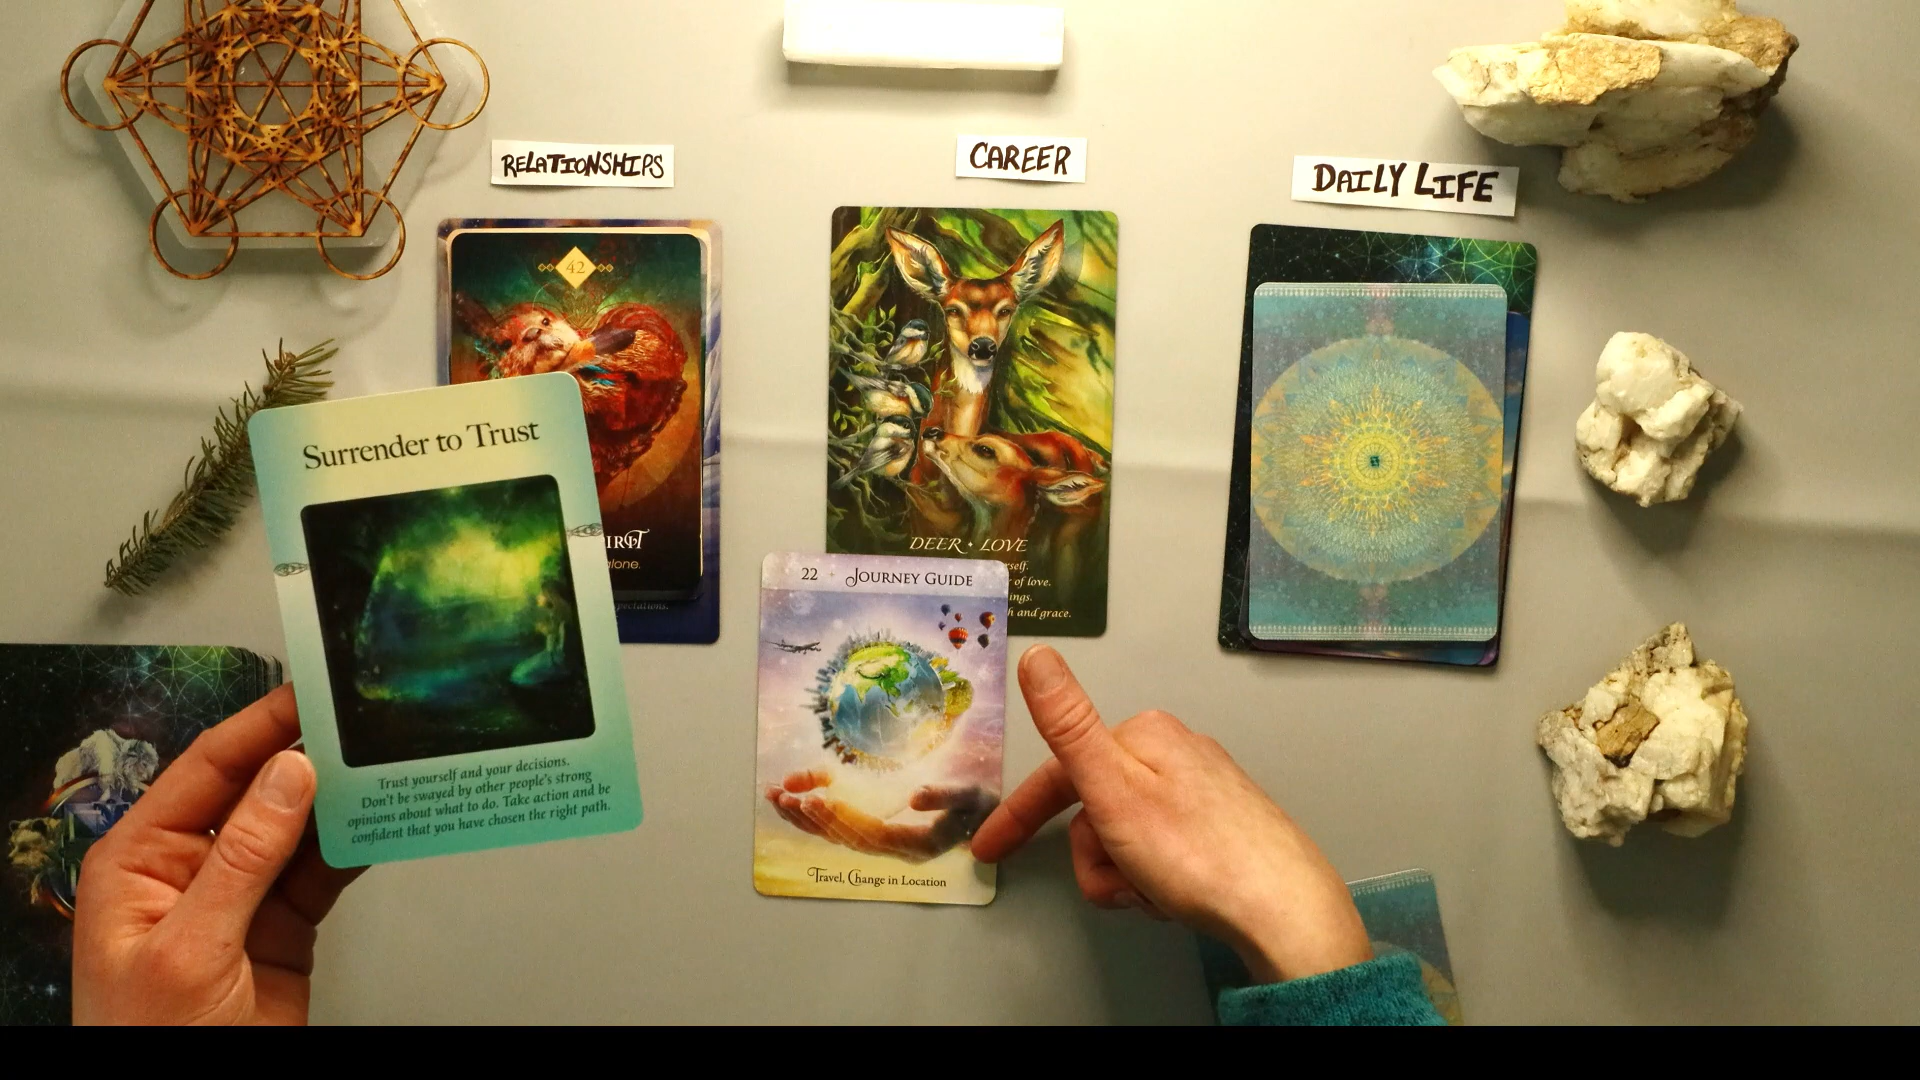 RELATIONSHIPS
CAREER
DAILY LIFE
42
alone.
DEER • LOVE
of love.
h and grace.
22 JOURNEY GUIDE
Travel, Change in Location
Surrender to Trust
Trust yourself and your decisions.
Don't be swayed by other people's strong
opinions about what to do. Take action and be
confident that you have chosen the right path.